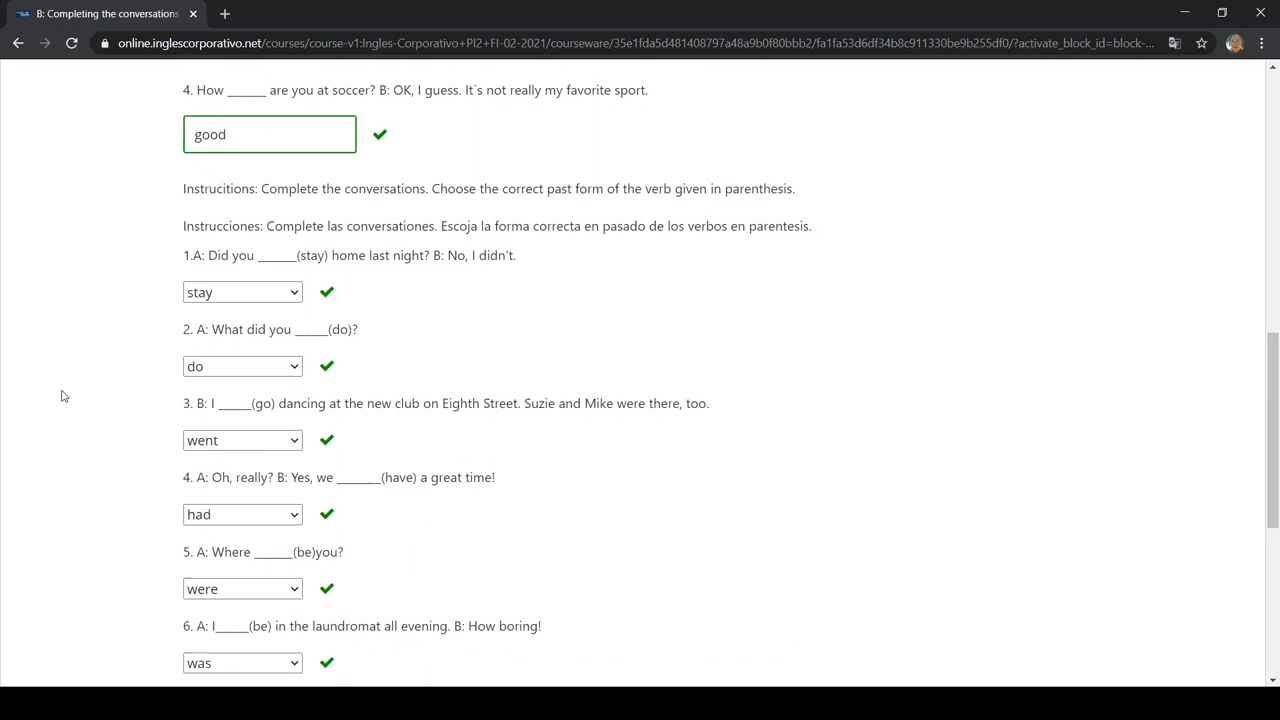 B: Completing the conversations
online.inglescorporativo.net/courses/course-v1:Ingles-Corporativo+PI2+FI-02-2021/courseware/35e1fda5d481408797a48a9b0f80bbb2/fa1fa53d6df34b8c911330be9b255df0/?activate_block_id=block-...
4. How ______ are you at soccer? B: OK, I guess. It´s not really my favorite sport.
good
Instrucitions: Complete the conversations. Choose the correct past form of the verb given in parenthesis.
Instrucciones: Complete las conversationes. Escoja la forma correcta en pasado de los verbos en parentesis.
1.A: Did you ______(stay) home last night? B: No, I didn't.
stay
2. A: What did you _____(do)?
do
3. B: I _____(go) dancing at the new club on Eighth Street. Suzie and Mike were there, too.
went
4. A: Oh, really? B: Yes, we _______(have) a great time!
had
5. A: Where ______(be)you?
were
6. A: I_____(be) in the laundromat all evening. B: How boring!
was